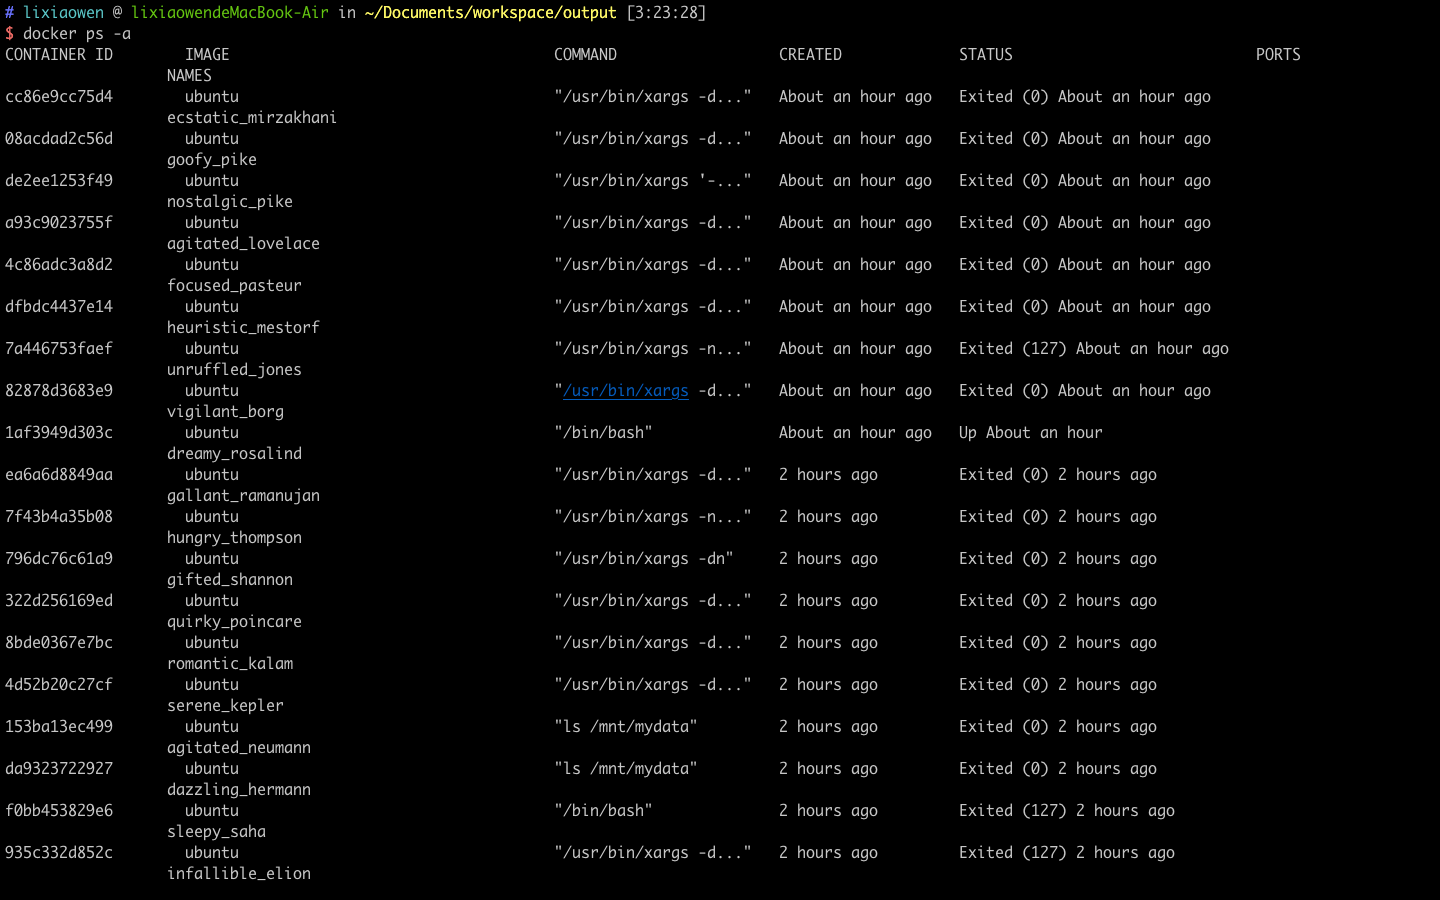 # lixiaowen @ lixiaowendeMacBook-Air in ~/Documents/workspace/output [3:23:28]
$ docker ps -a
CONTAINER ID        IMAGE                                    COMMAND                  CREATED             STATUS                           PORTS
                  NAMES
cc86e9cc75d4        ubuntu                                   "/usr/bin/xargs -d..."   About an hour ago   Exited (0) About an hour ago
                  ecstatic_mirzakhani
08acdad2c56d        ubuntu                                   "/usr/bin/xargs -d..."   About an hour ago   Exited (0) About an hour ago
                  goofy_pike
de2ee1253f49        ubuntu                                   "/usr/bin/xargs '-..."   About an hour ago   Exited (0) About an hour ago
                  nostalgic_pike
a93c9023755f        ubuntu                                   "/usr/bin/xargs -d..."   About an hour ago   Exited (0) About an hour ago
                  agitated_lovelace
4c86adc3a8d2        ubuntu                                   "/usr/bin/xargs -d..."   About an hour ago   Exited (0) About an hour ago
                  focused_pasteur
dfbdc4437e14        ubuntu                                   "/usr/bin/xargs -d..."   About an hour ago   Exited (0) About an hour ago
                  heuristic_mestorf
7a446753faef        ubuntu                                   "/usr/bin/xargs -n..."   About an hour ago   Exited (127) About an hour ago
                  unruffled_jones
82878d3683e9        ubuntu                                   "/usr/bin/xargs -d..."   About an hour ago   Exited (0) About an hour ago
                  vigilant_borg
1af3949d303c        ubuntu                                   "/bin/bash"              About an hour ago   Up About an hour
                  dreamy_rosalind
ea6a6d8849aa        ubuntu                                   "/usr/bin/xargs -d..."   2 hours ago         Exited (0) 2 hours ago
                  gallant_ramanujan
7f43b4a35b08        ubuntu                                   "/usr/bin/xargs -n..."   2 hours ago         Exited (0) 2 hours ago
                  hungry_thompson
796dc76c61a9        ubuntu                                   "/usr/bin/xargs -dn"     2 hours ago         Exited (0) 2 hours ago
                  gifted_shannon
322d256169ed        ubuntu                                   "/usr/bin/xargs -d..."   2 hours ago         Exited (0) 2 hours ago
                  quirky_poincare
8bde0367e7bc        ubuntu                                   "/usr/bin/xargs -d..."   2 hours ago         Exited (0) 2 hours ago
                  romantic_kalam
4d52b20c27cf        ubuntu                                   "/usr/bin/xargs -d..."   2 hours ago         Exited (0) 2 hours ago
                  serene_kepler
153ba13ec499        ubuntu                                   "ls /mnt/mydata"         2 hours ago         Exited (0) 2 hours ago
                  agitated_neumann
da9323722927        ubuntu                                   "ls /mnt/mydata"         2 hours ago         Exited (0) 2 hours ago
                  dazzling_hermann
f0bb453829e6        ubuntu                                   "/bin/bash"              2 hours ago         Exited (127) 2 hours ago
                  sleepy_saha
935c332d852c        ubuntu                                   "/usr/bin/xargs -d..."   2 hours ago         Exited (127) 2 hours ago
                  infallible_elion